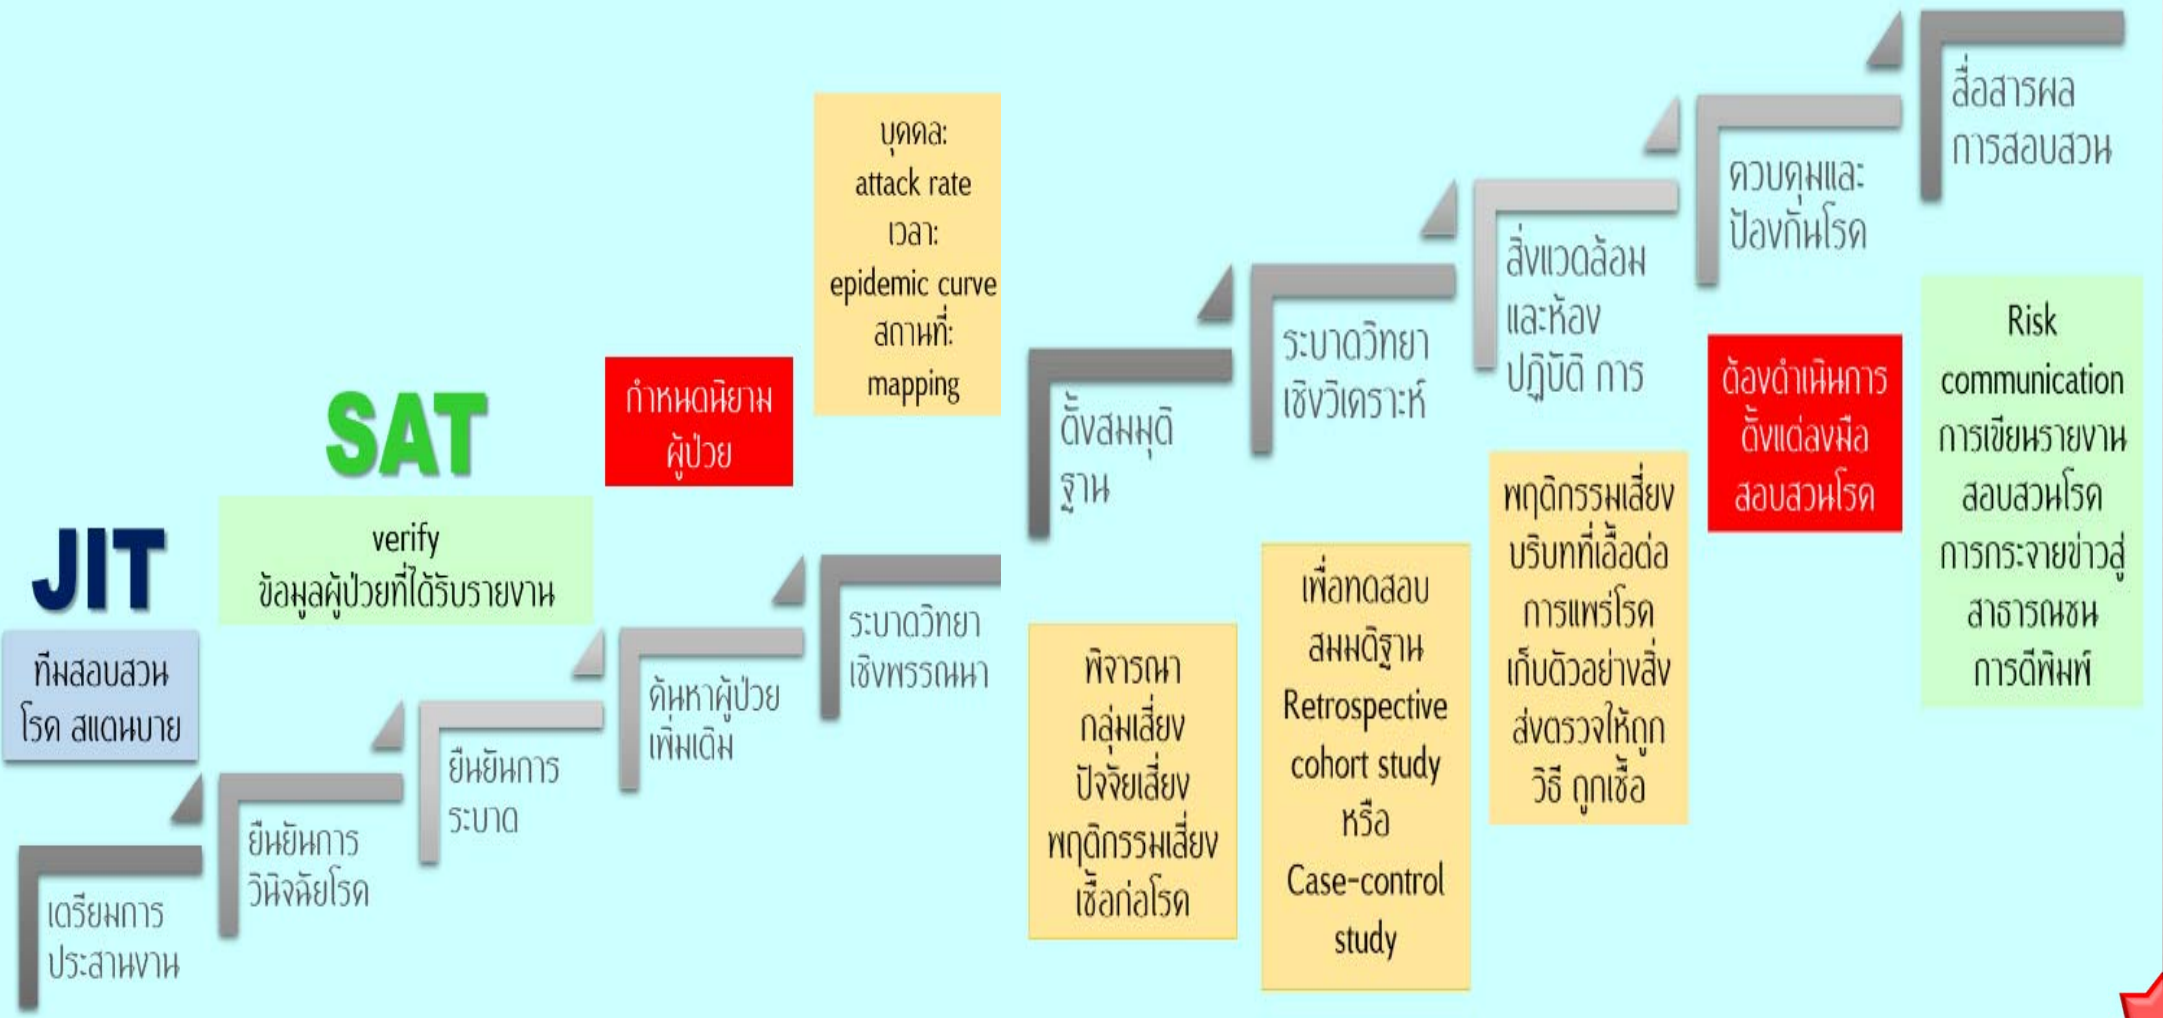 JIT
ทีมสอบสวน
โรค สแตนบาย
เตรียมการ
ประสานงาน
SAT
verify
ข้อมูลผู้ป่วยที่ได้รับรายงาน
ยืนยันการ
วินิจฉัยโรค
ยืนยันการ
ระบาด
กำหนดนิยาม
ผู้ป่วย
ค้นหาผู้ป่วย
เพิ่มเติม
บุคคล:
attack rate
เวลา:
epidemic curve
สถานที่:
mapping
ระบาดวิทยา
เชิงพรรณนา
ตั้งสมมุติ
ฐาน
พิจารณา
กลุ่มเสี่ยง
ปัจจัยเสี่ยง
พฤติกรรมเสี่ยง
เชื้อก่อโรค
ระบาดวิทยา
เชิงวิเคราะห์
เพื่อทดสอบ
สมมติฐาน
Retrospective
cohort study
หรือ
Case-control
study
สิ่งแวดล้อม
และห้อง
ปฏิบัติ การ
พฤติกรรมเสี่ยง
บริบทที่เอื้อต่อ
การแพร่โรค
เก็บตัวอย่างสิ่ง
ส่งตรวจให้ถูก
วิธี ถูกเชื้อ
ควบคุมและ
ป้องกันโรค
ต้องดำเนินการ
ตั้งแต่ลงมือ
สอบสวนโรค
สื่อสารผล
การสอบสวน
Risk
communication
การเขียนรายงาน
สอบสวนโรค
การกระจายข่าวสู่
สาธารณชน
การตีพิมพ์